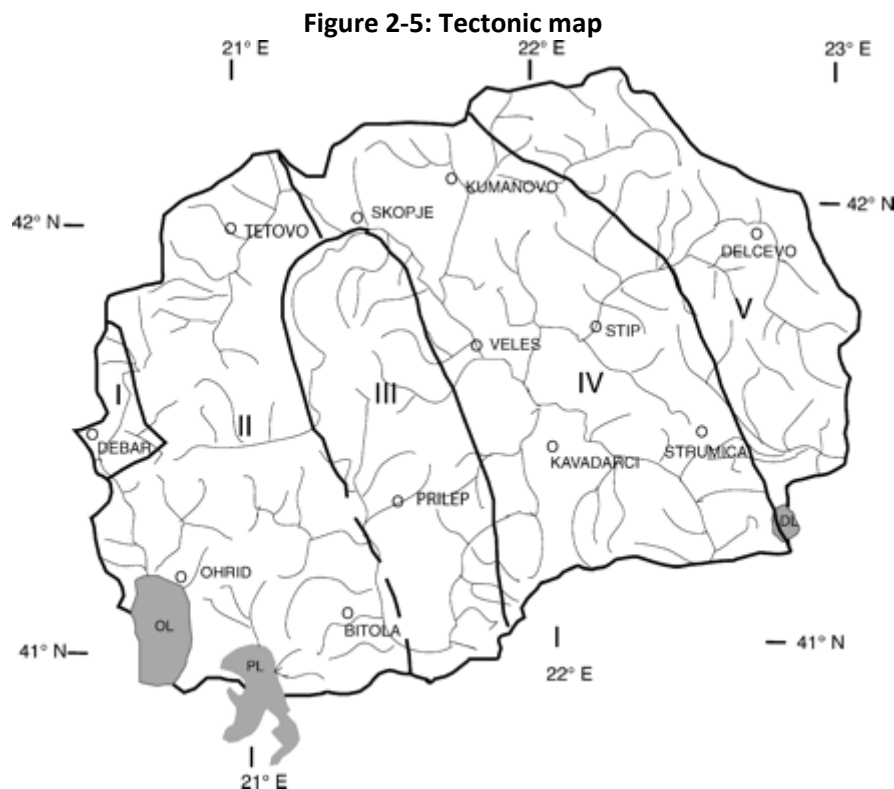 Figure 2-5: Tectonic map
21° E
22° E
23° E
42° N
42° N
KUMANOVO
SKOPJE
TETOVO
DELCEVO
V
STIP
VELES
I
III
IV
II
DEBAR
STRUMICA
KAVADARCI
PRILEP
DL
OHRID
BITOLA
OL
41° N
41° N
PL
22° E
21° E